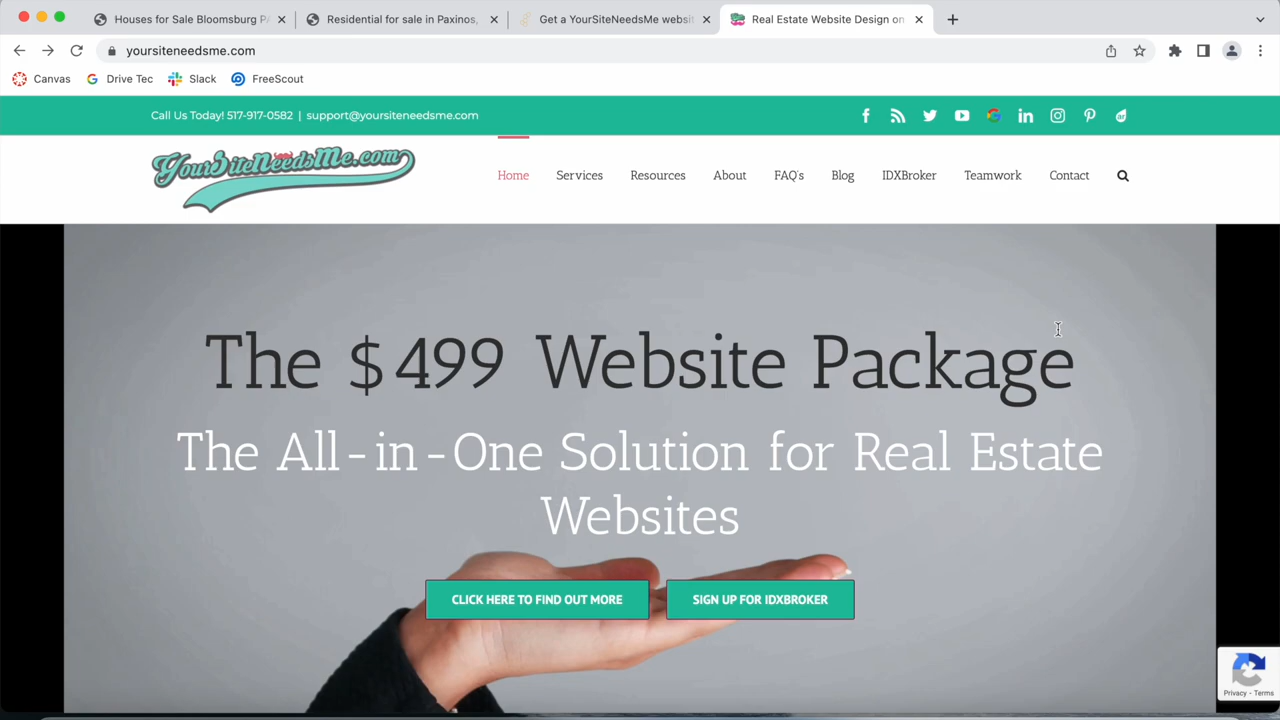 Houses for Sale Bloomsburg PA
Residential for sale in Paxinos,
Get a YourSiteNeedsMe websit
Real Estate Website Design on
yoursiteneedsme.com
Canvas
Drive Tec
Slack
FreeScout
Call Us Today! 517-917-0582 | support@yoursiteneedsme.com
YourSiteNeedsMe.com
Home
Services
Resources
About
FAQ's
Blog
IDXBroker
Teamwork
Contact
The $499 Website Package
The All-in-One Solution for Real Estate
Websites
CLICK HERE TO FIND OUT MORE
SIGN UP FOR IDXBROKER
Privacy - Terms